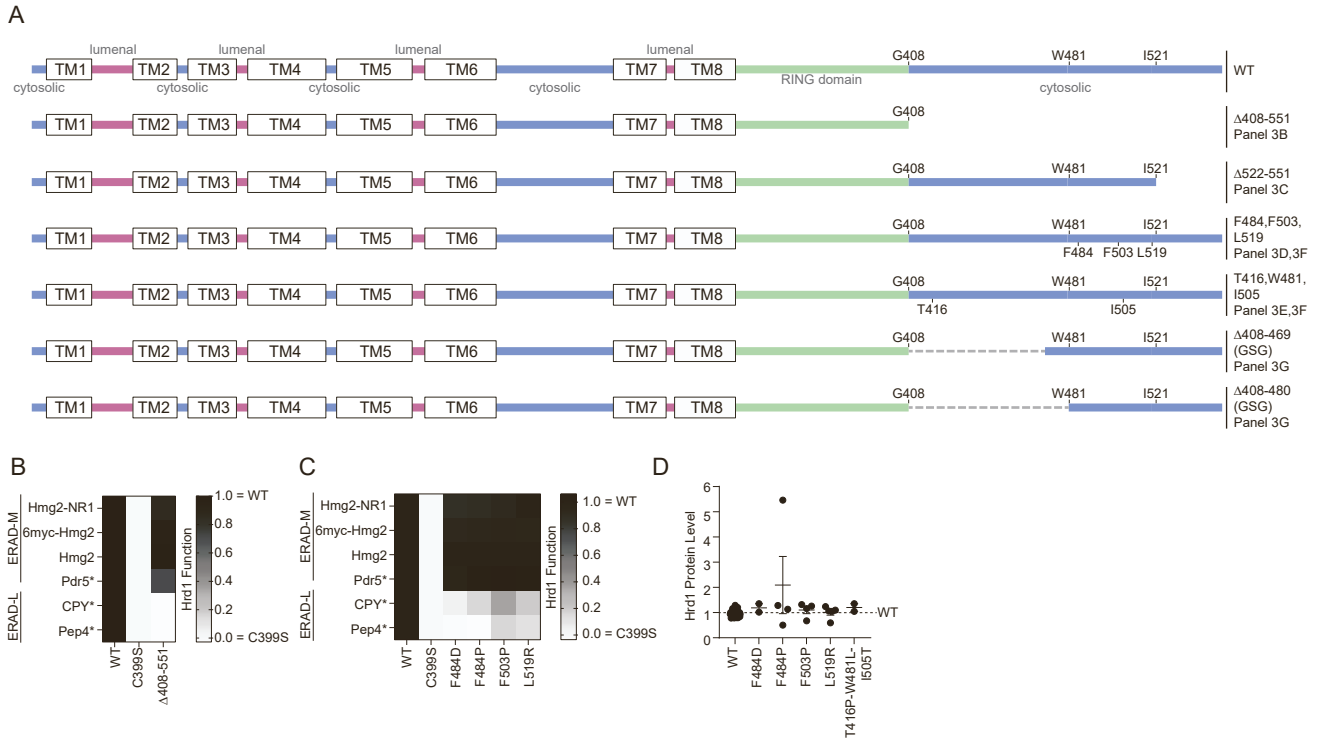 A
lumenal lumenal lumenal lumenal
G408 W481 I521
TM1 TM2 TM3 TM4 TM5 TM6 TM7 TM8 WT
cytosolic cytosolic cytosolic cytosolic RING domain cytosolic
G408
TM1 TM2 TM3 TM4 TM5 TM6 TM7 TM8 Δ408-551
Panel 3B
G408 W481 I521
TM1 TM2 TM3 TM4 TM5 TM6 TM7 TM8 Δ522-551
Panel 3C
G408 W481 I521
TM1 TM2 TM3 TM4 TM5 TM6 TM7 TM8 F484,F503,
L519
F484 F503 L519 Panel 3D,3F
G408 W481 I521
TM1 TM2 TM3 TM4 TM5 TM6 TM7 TM8 T416,W481,
I505
T416 I505 Panel 3E,3F
G408 W481 I521
TM1 TM2 TM3 TM4 TM5 TM6 TM7 TM8 Δ408-469
(GSG)
Panel 3G
G408 W481 I521
TM1 TM2 TM3 TM4 TM5 TM6 TM7 TM8 Δ408-480
(GSG)
Panel 3G
B
ERAD-M
ERAD-L
Hmg2-NR1
6myc-Hmg2
Hmg2
Pdr5*
CPY*
Pep4*
WT
C399S
Δ408-551
Hrd1 Function
1.0 = WT
0.8
0.6
0.4
0.2
0.0 = C399S
C
ERAD-M
ERAD-L
Hmg2-NR1
6myc-Hmg2
Hmg2
Pdr5*
CPY*
Pep4*
WT
C399S
F484D
F484P
F503P
L519R
Hrd1 Function
1.0 = WT
0.8
0.6
0.4
0.2
0.0 = C399S
D
Hrd1 Protein Level
6
5
4
3
2
1
0
WT
WT
F484D
F484P
F503P
L519R
T416P-W481L-
I505T